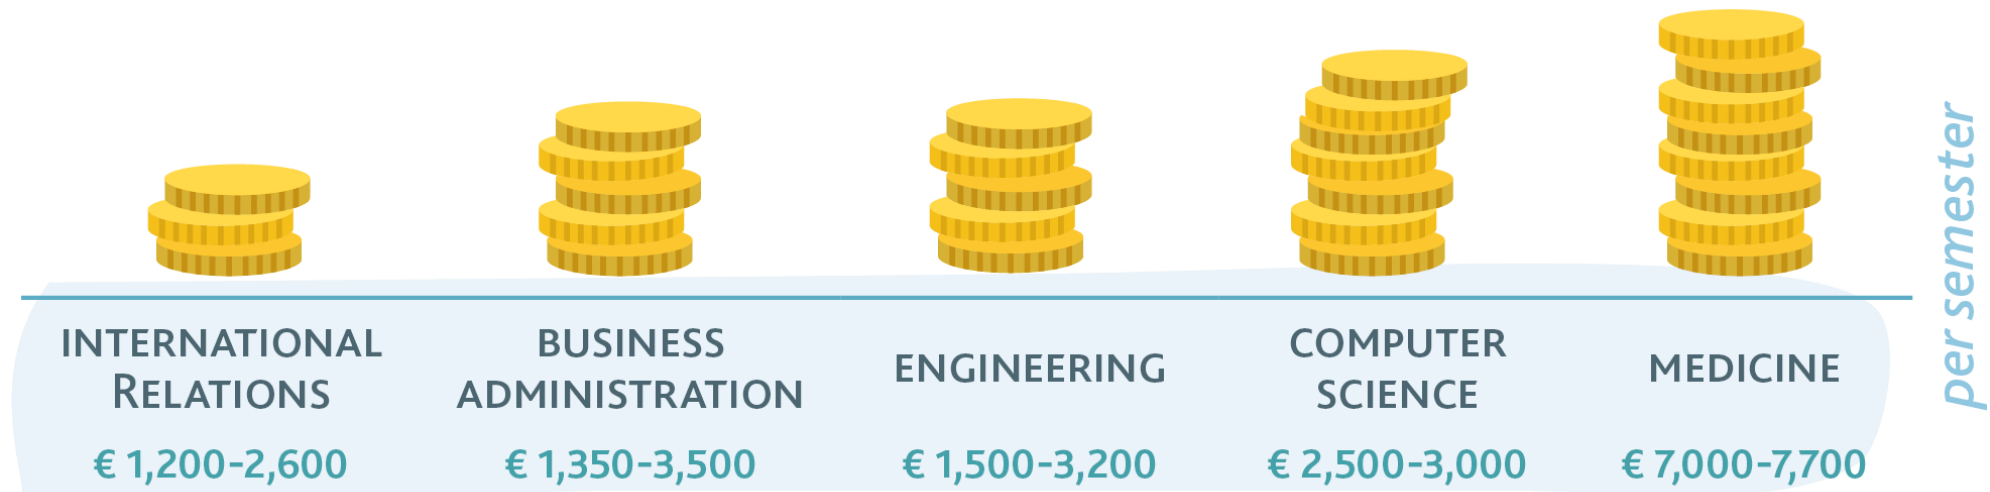 INTERNATIONAL
RELATIONS
€ 1,200-2,600
BUSINESS
ADMINISTRATION
€ 1,350-3,500
ENGINEERING
€ 1,500-3,200
COMPUTER
SCIENCE
€ 2,500-3,000
MEDICINE
€ 7,000-7,700
per semester